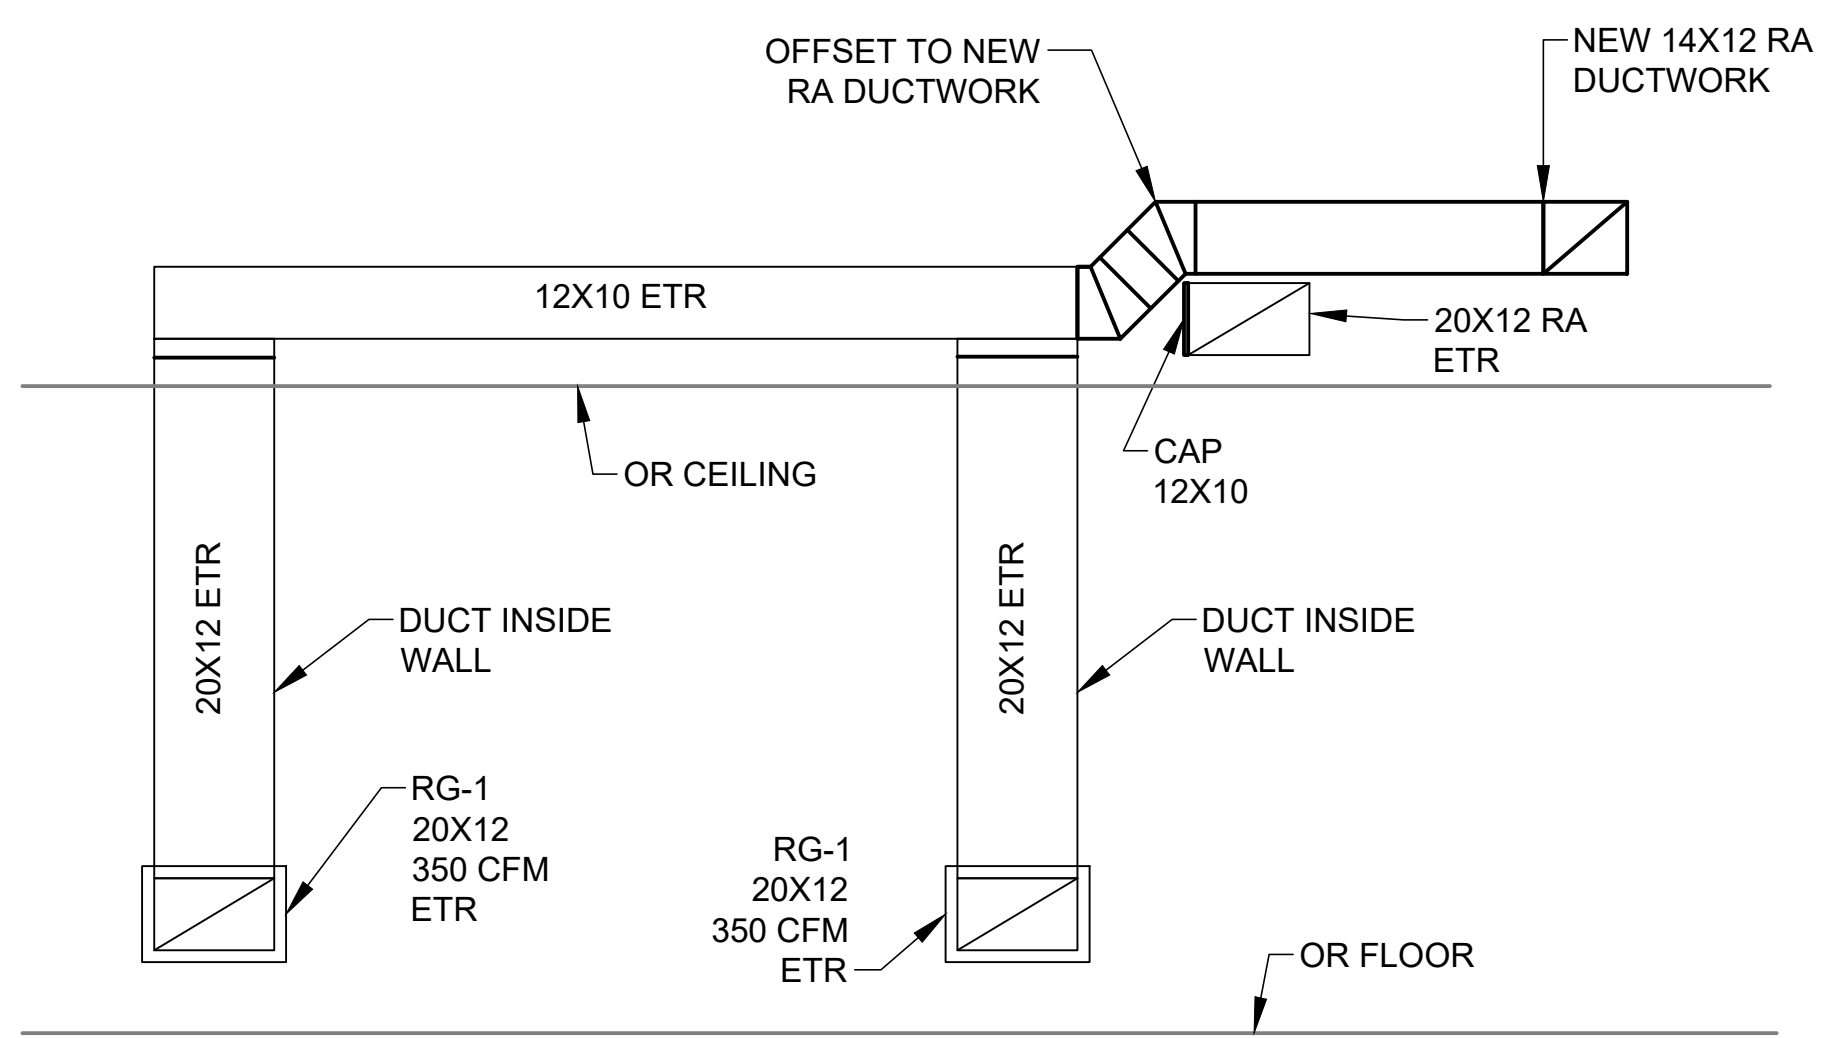 OFFSET TO NEW
RA DUCTWORK
NEW 14X12 RA
DUCTWORK
12X10 ETR
20X12 RA
ETR
CAP
12X10
OR CEILING
20X12 ETR
DUCT INSIDE
WALL
20X12 ETR
DUCT INSIDE
WALL
RG-1
20X12
350 CFM
ETR
RG-1
20X12
350 CFM
ETR
OR FLOOR